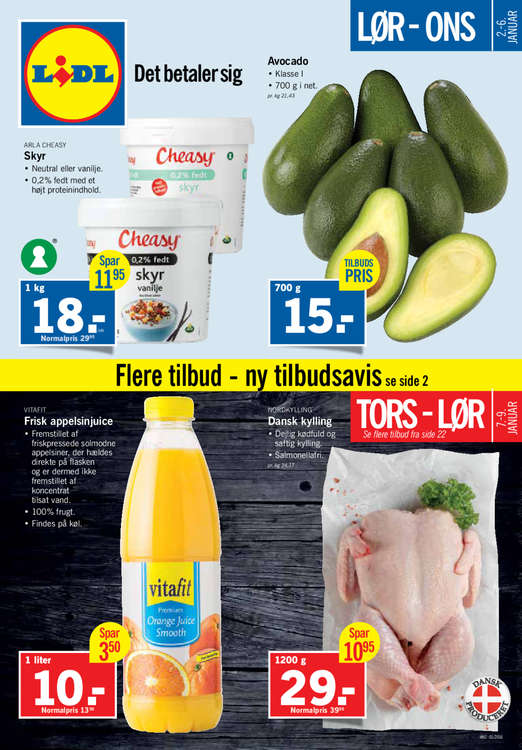 LØR - ONS
2.-6. JANUAR
LIDL
Det betaler sig
Avocado
• Klasse I
• 700 g i net.
pr. kg 21,43
ARLA CHEASY
Skyr
• Neutral eller vanilje.
• 0,2% fedt med et
højt proteinindhold.
Cheasy
0,2% fedt
skyr
Cheasy
0,2% fedt
skyr
vanilje
Spar
11 95
1 kg
18.-
Normalpris 29 95
TILBUDS
PRIS
700 g
15.-
Flere tilbud - ny tilbudsavis se side 2
VITAFIT
Frisk appelsinjuice
• Fremstillet af
friskpressede solmodne
appelsiner, der hældes
direkte på flasken
og er dermed ikke
fremstillet af
koncentrat
tilsat vand.
• 100% frugt.
• Findes på køl.
vitafit
Premium
Orange Juice
Smooth
Spar
3 50
1 liter
10.-
Normalpris 13 50
NORDKYLLING
Dansk kylling
• Dejlig kødfuld og
saftig kylling.
• Salmonellafri.
pr. kg 24,17
TORS - LØR
Se flere tilbud fra side 22
7.-9. JANUAR
Spar
10 95
1200 g
29.-
Normalpris 39 95
DANSK
PRODUCERET